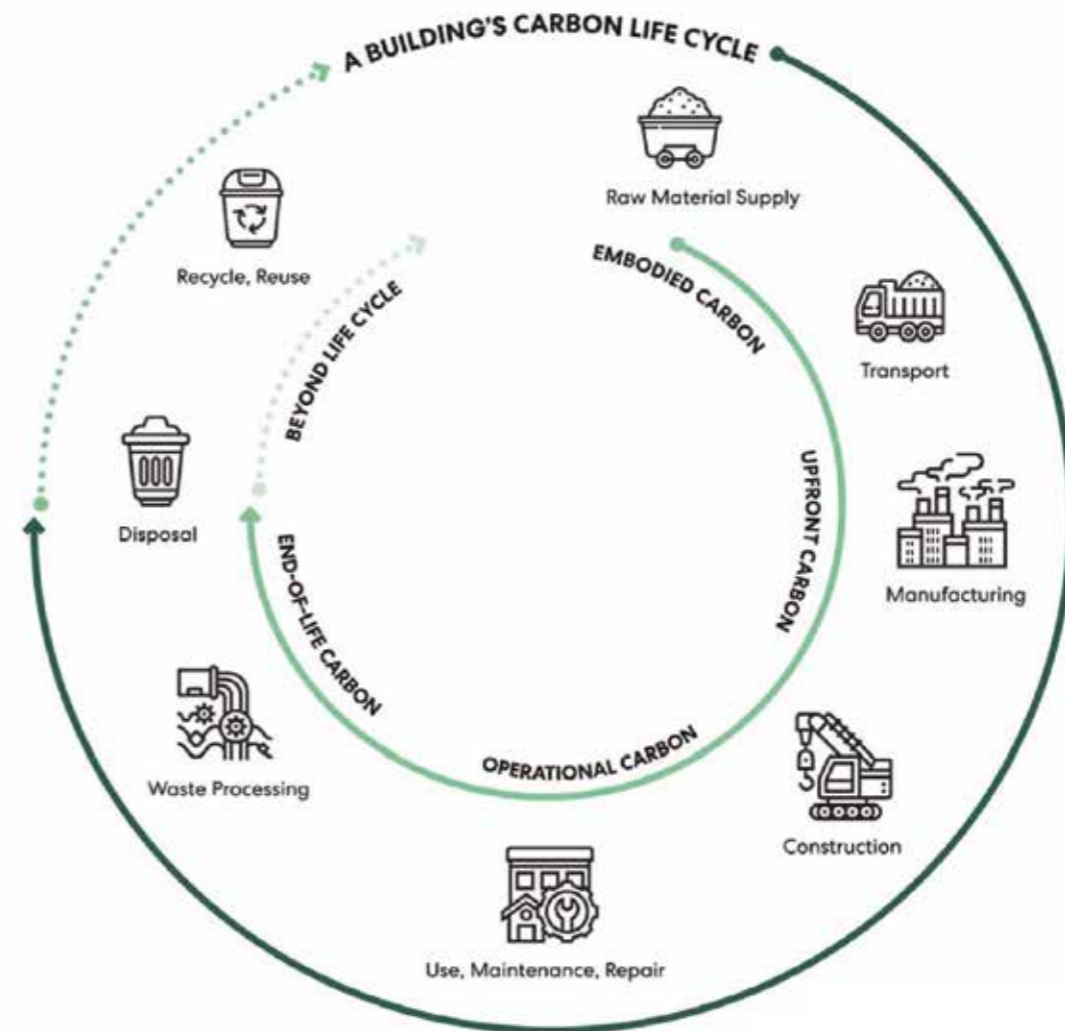 A BUILDING'S CARBON LIFE CYCLE
Raw Material Supply
Transport
Manufacturing
Construction
Use, Maintenance, Repair
Waste Processing
Disposal
Recycle, Reuse
EMBODIED CARBON
UPFRONT CARBON
OPERATIONAL CARBON
END-OF-LIFE CARBON
BEYOND LIFE CYCLE